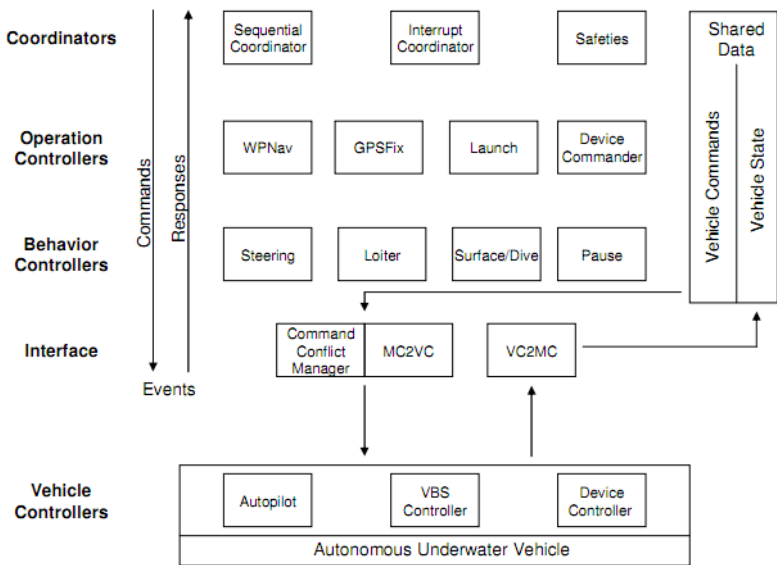 Coordinators
Sequential
Coordinator
Interrupt
Coordinator
Safeties
Shared
Data
Operation
Controllers
WPNav
GPSFix
Launch
Device
Commander
Commands
Responses
Vehicle Commands
Vehicle State
Behavior
Controllers
Steering
Loiter
Surface/Dive
Pause
Interface
Command
Conflict
Manager
MC2VC
VC2MC
Events
Vehicle
Controllers
Autopilot
VBS
Controller
Device
Controller
Autonomous Underwater Vehicle